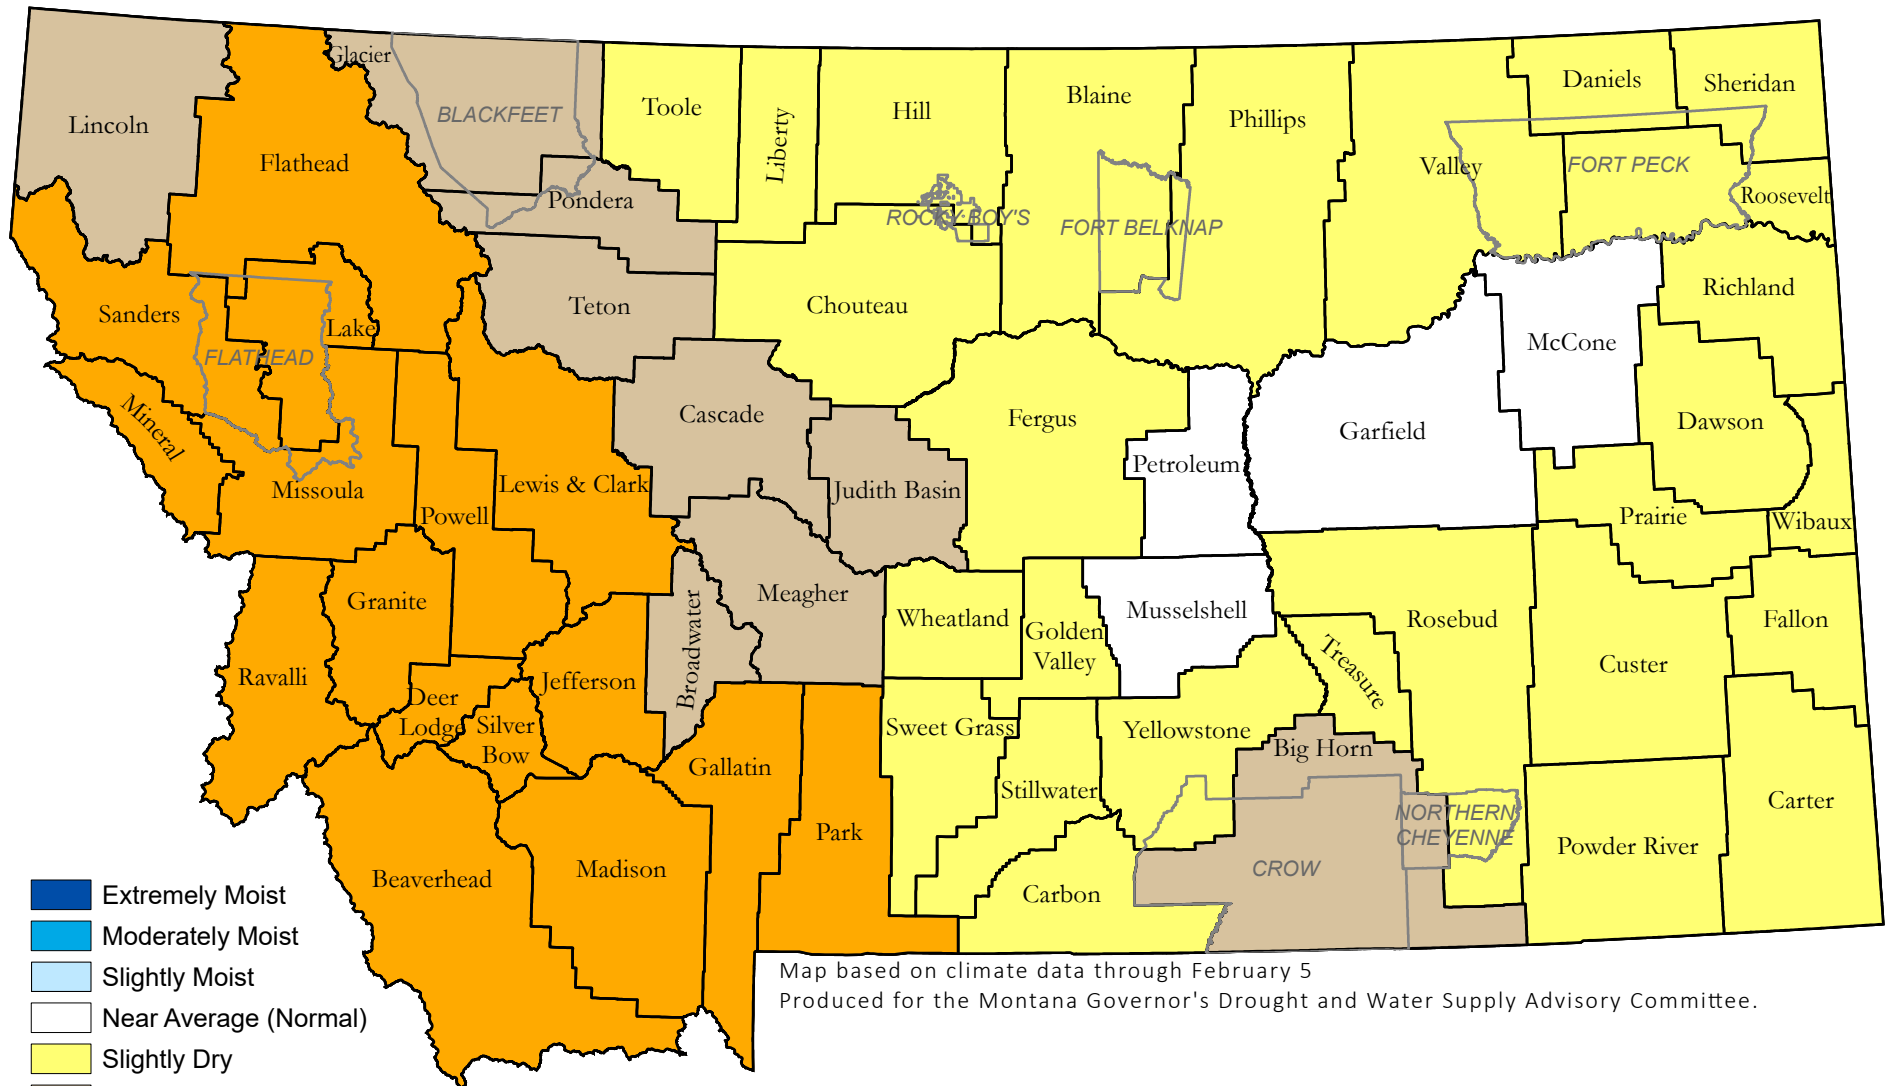 Glacier
Daniels
Sheridan
Toole
Liberty
Hill
Blaine
Phillips
Lincoln
BLACKFEET
Flathead
Valley
FORT PECK
Pondera
Roosevelt
ROCKY BOY'S
FORT BELKNAP
Richland
Sanders
Teton
Chouteau
Lake
McCone
FLATHEAD
Cascade
Fergus
Garfield
Dawson
Mineral
Petroleum
Missoula
Lewis & Clark
Judith Basin
Powell
Prairie
Wibaux
Granite
Meagher
Broadwater
Wheatland
Musselshell
Rosebud
Fallon
Golden
Valley
Treasure
Custer
Ravalli
Jefferson
Deer
Lodge
Silver
Bow
Sweet Grass
Yellowstone
Big Horn
Gallatin
Stillwater
Carter
Park
NORTHERN
CHEYENNE
Powder River
Beaverhead
Madison
Carbon
CROW
Extremely Moist
Moderately Moist
Slightly Moist
Near Average (Normal)
Slightly Dry
Map based on climate data through February 5
Produced for the Montana Governor's Drought and Water Supply Advisory Committee.